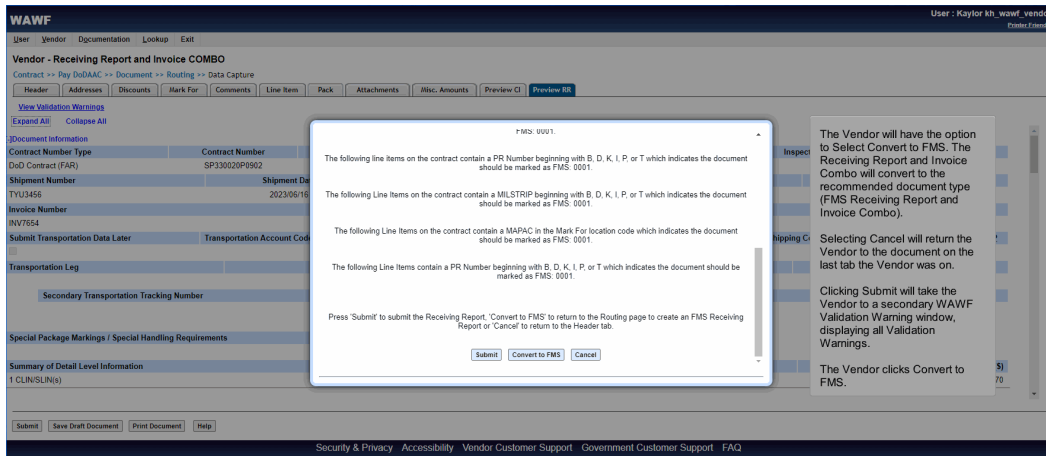 WAWF
User : Kaylor kh_wawf_vendo
Printer Friend
User Vendor Documentation Lookup Exit
Vendor - Receiving Report and Invoice COMBO
Contract >> Pay DoDAAC >> Document >> Routing >> Data Capture
Header Addresses Discounts Mark For Comments Line Item Pack Attachments Misc. Amounts Preview CI Preview RR
View Validation Warnings
Expand All Collapse All
-]Document Information
Contract Number Type Contract Number Inspec
DoD Contract (FAR) SP330020P0902
Shipment Number Shipment Da
TYU3456 2023/06/16
Invoice Number
INV7654
Submit Transportation Data Later Transportation Account Cod hipping C
Transportation Leg
Secondary Transportation Tracking Number
Special Package Markings / Special Handling Requirements
Summary of Detail Level Information S)
1 CLIN/SLIN(s) 70
FMS: 0001.
The following line items on the contract contain a PR Number beginning with B, D, K, I, P, or T which indicates the document
should be marked as FMS: 0001.
The following Line Items on the contract contain a MILSTRIP beginning with B, D, K, I, P, or T which indicates the document
should be marked as FMS: 0001.
The following Line Items on the contract contain a MAPAC in the Mark For location code which indicates the document
should be marked as FMS: 0001.
The following Line Items contain a PR Number beginning with B, D, K, I, P, or T which indicates the document should be
marked as FMS: 0001.
Press 'Submit' to submit the Receiving Report, 'Convert to FMS' to return to the Routing page to create an FMS Receiving
Report or 'Cancel' to return to the Header tab.
Submit Convert to FMS Cancel
The Vendor will have the option
to Select Convert to FMS. The
Receiving Report and Invoice
Combo will convert to the
recommended document type
(FMS Receiving Report and
Invoice Combo).
Selecting Cancel will return the
Vendor to the document on the
last tab the Vendor was on.
Clicking Submit will take the
Vendor to a secondary WAWF
Validation Warning window,
displaying all Validation
Warnings.
The Vendor clicks Convert to
FMS.
Submit Save Draft Document Print Document Help
Security & Privacy Accessibility Vendor Customer Support Government Customer Support FAQ